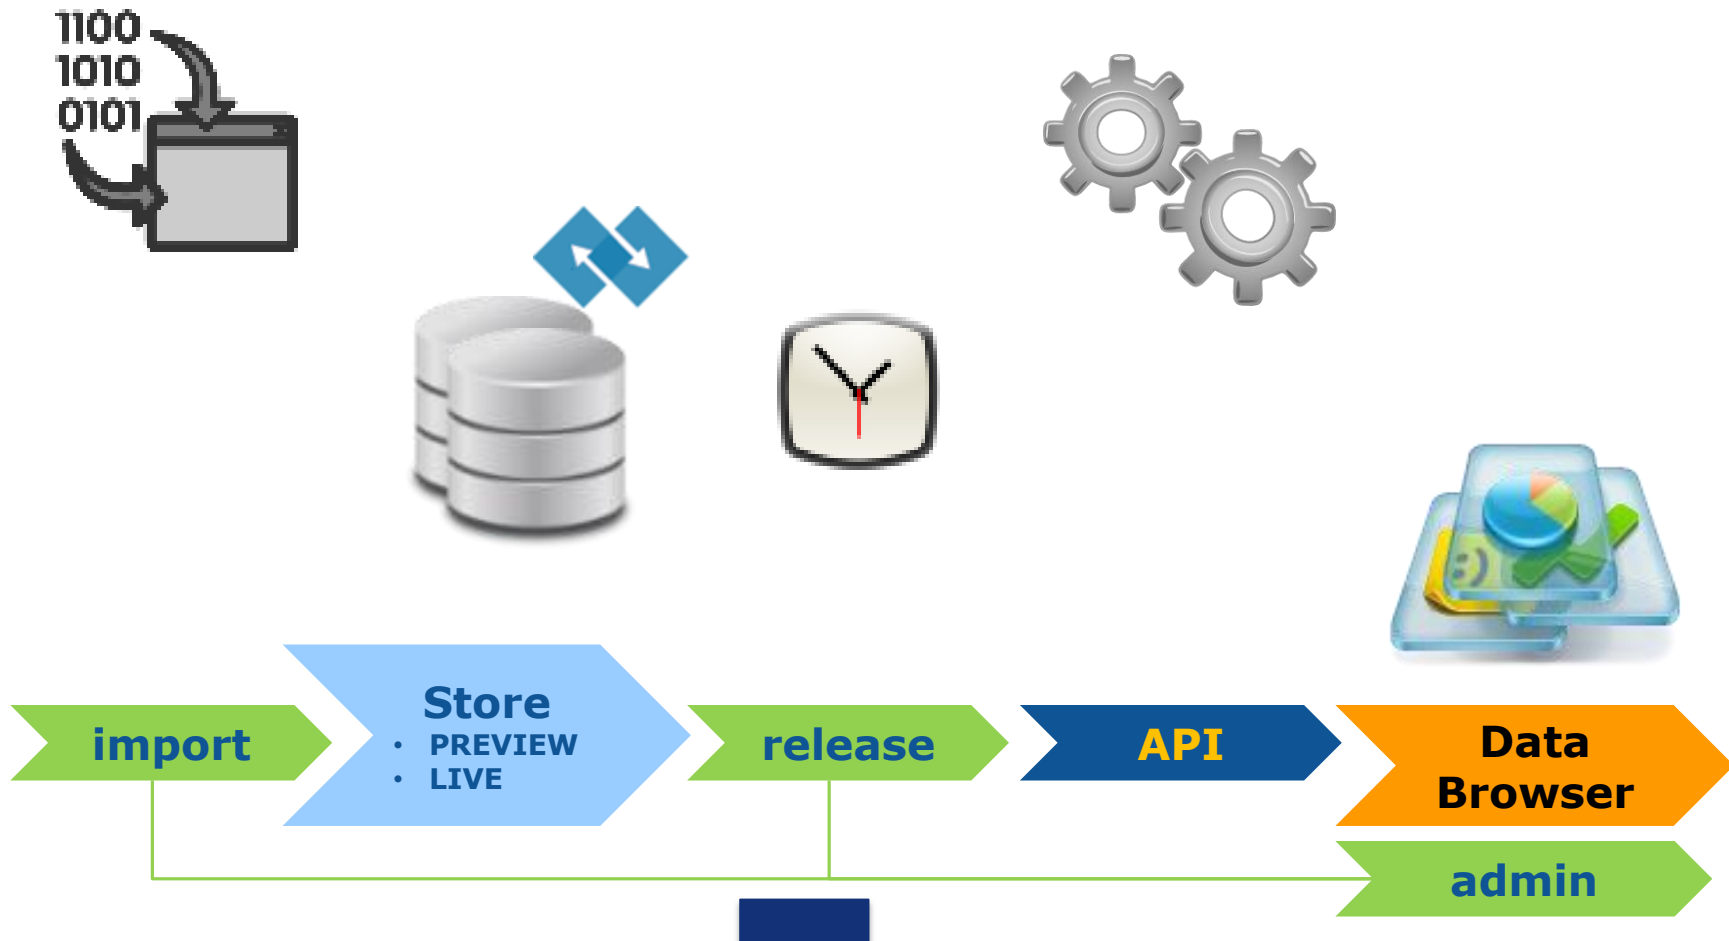 1100
1010
0101
import
Store
• PREVIEW
• LIVE
release
API
Data
Browser
admin
:)